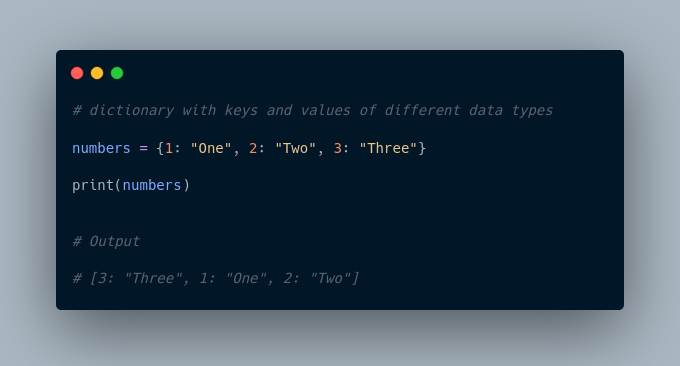 # dictionary with keys and values of different data types
numbers = {1: "One", 2: "Two", 3: "Three"}
print(numbers)
# Output
# [3: "Three", 1: "One", 2: "Two"]